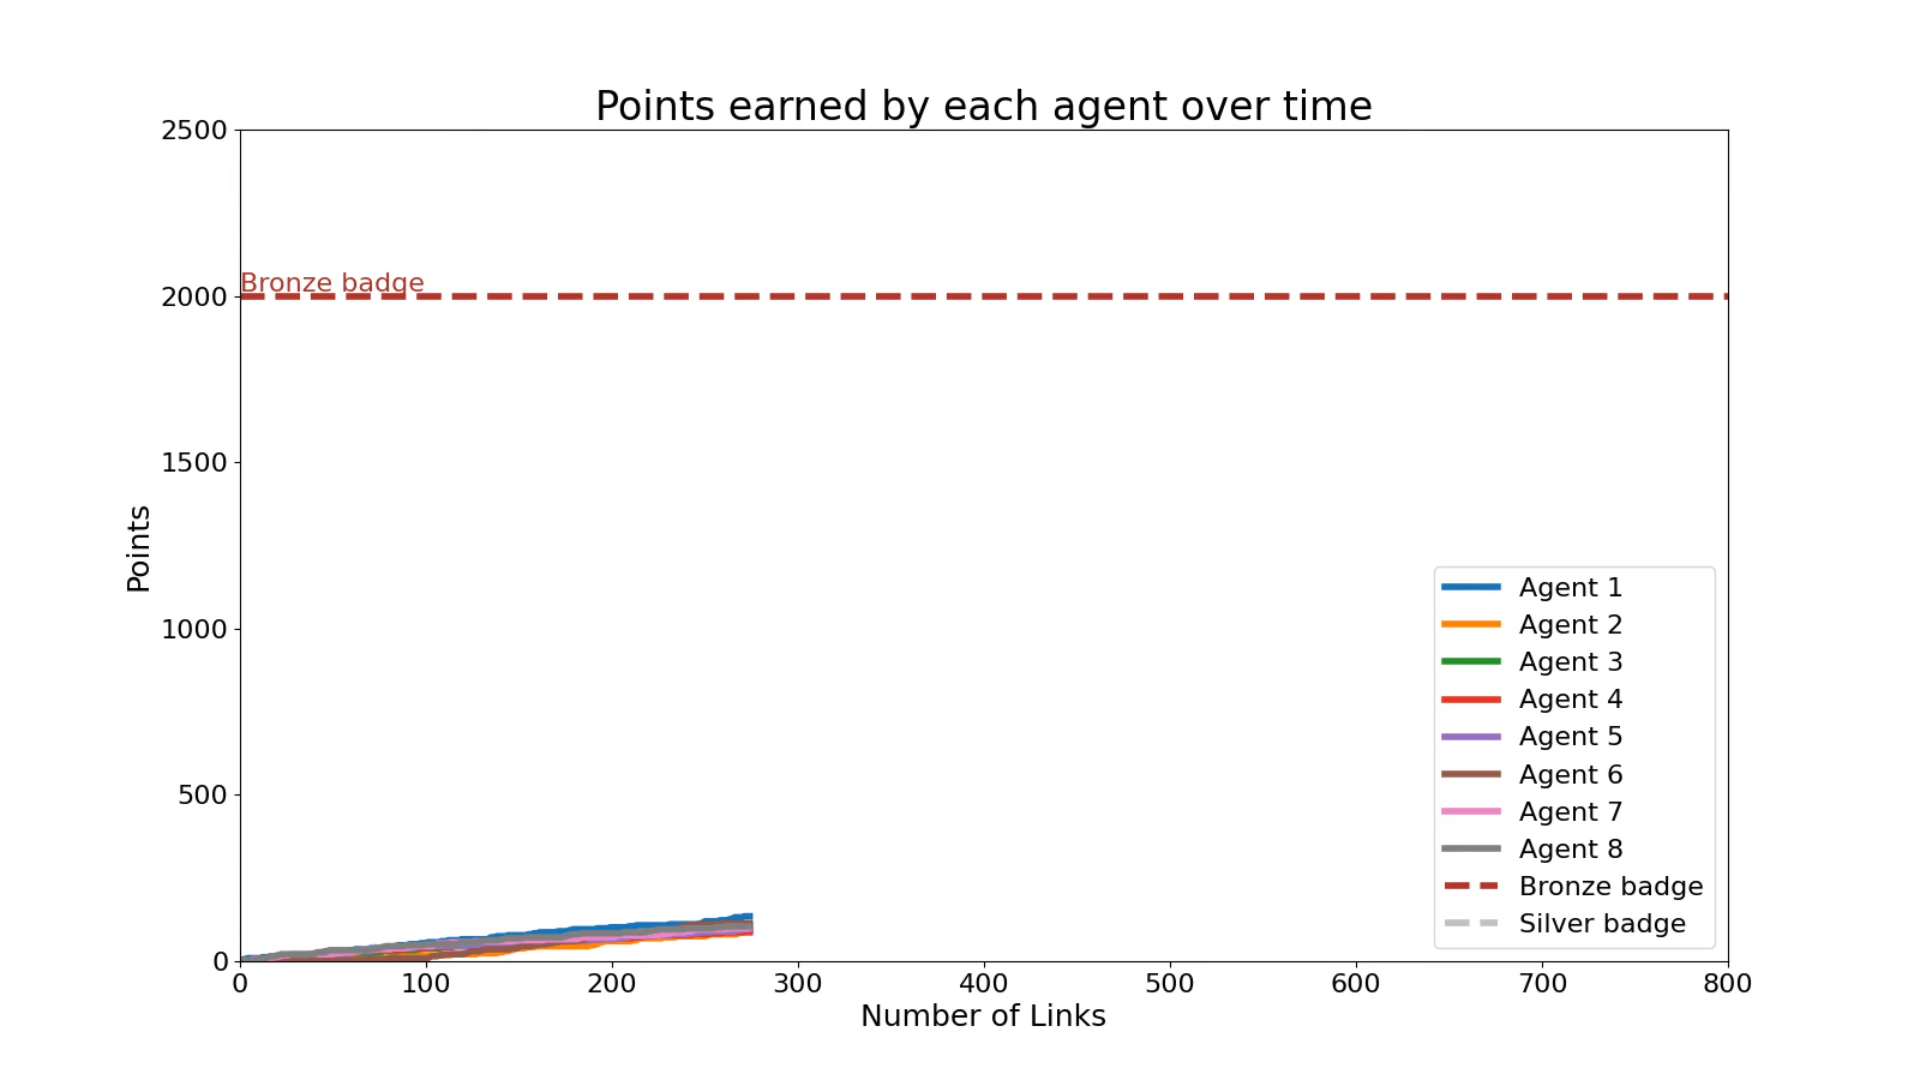 Points earned by each agent over time
2500
Bronze badge
2000
1500
Points
1000
500
0
0 100 200 300 400 500 600 700 800
Number of Links
Agent 1
Agent 2
Agent 3
Agent 4
Agent 5
Agent 6
Agent 7
Agent 8
Bronze badge
Silver badge